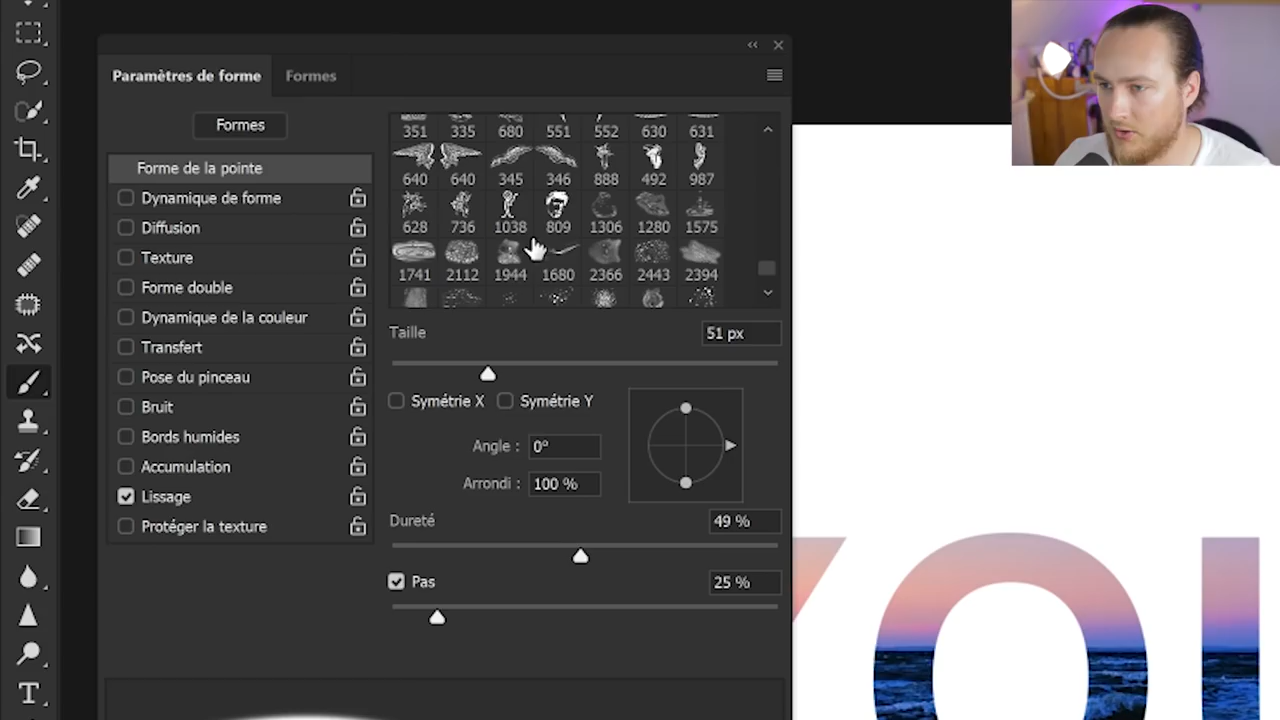 Paramètres de forme Formes
Formes
351 335 680 551 552 630 631
Forme de la pointe
640 640 345 346 888 492 987
Dynamique de forme
628 736 1038 809 1306 1280 1575
Diffusion
Texture
1741 2112 1944 1680 2366 2443 2394
Forme double
Dynamique de la couleur
Taille 51 px
Transfert
Pose du pinceau
Symétrie X Symétrie Y
Bruit
Bords humides
Angle : 0°
Accumulation
Arrondi : 100 %
Lissage
Dureté 49 %
Protéger la texture
Pas 25 %
T
YOU